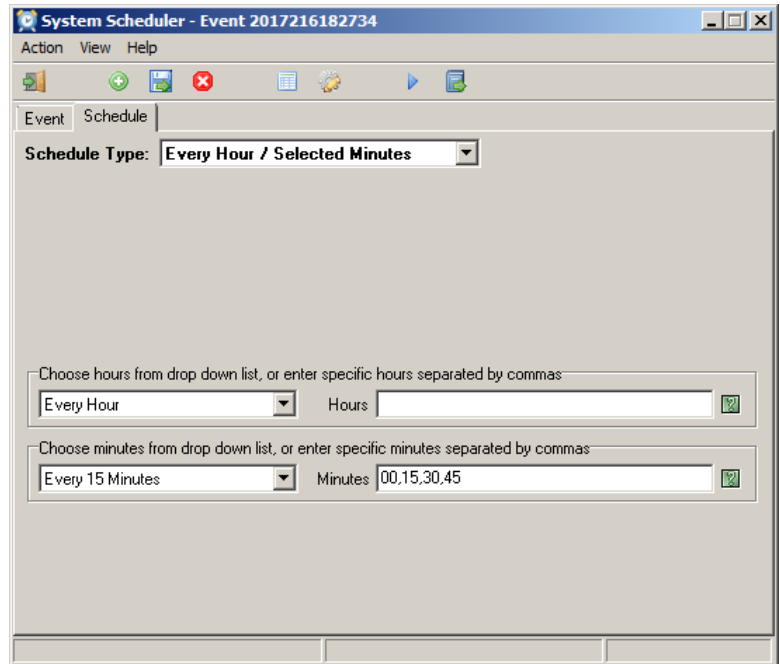 System Scheduler - Event 2017216182734
Action View Help
Event Schedule
Schedule Type: Every Hour / Selected Minutes
Choose hours from drop down list, or enter specific hours separated by commas
Every Hour Hours
Choose minutes from drop down list, or enter specific minutes separated by commas
Every 15 Minutes Minutes 00,15,30,45